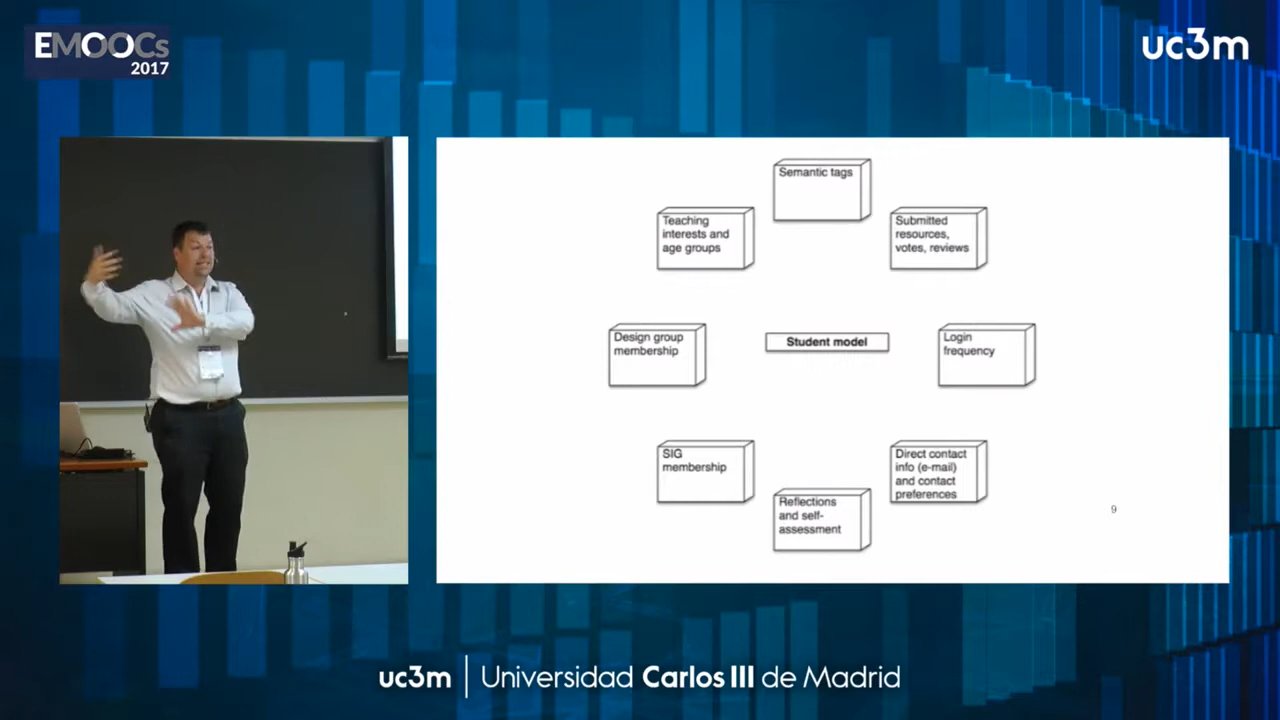 EMOOCs
2017
uc3m
Semantic tags
Teaching
interests and
age groups
Submitted
resources,
votes, reviews
Design group
membership
Student model
Login
frequency
SIG
membership
Direct contact
info (e-mail)
and contact
preferences
Reflections
and self-
assessment
9
uc3m | Universidad Carlos III de Madrid